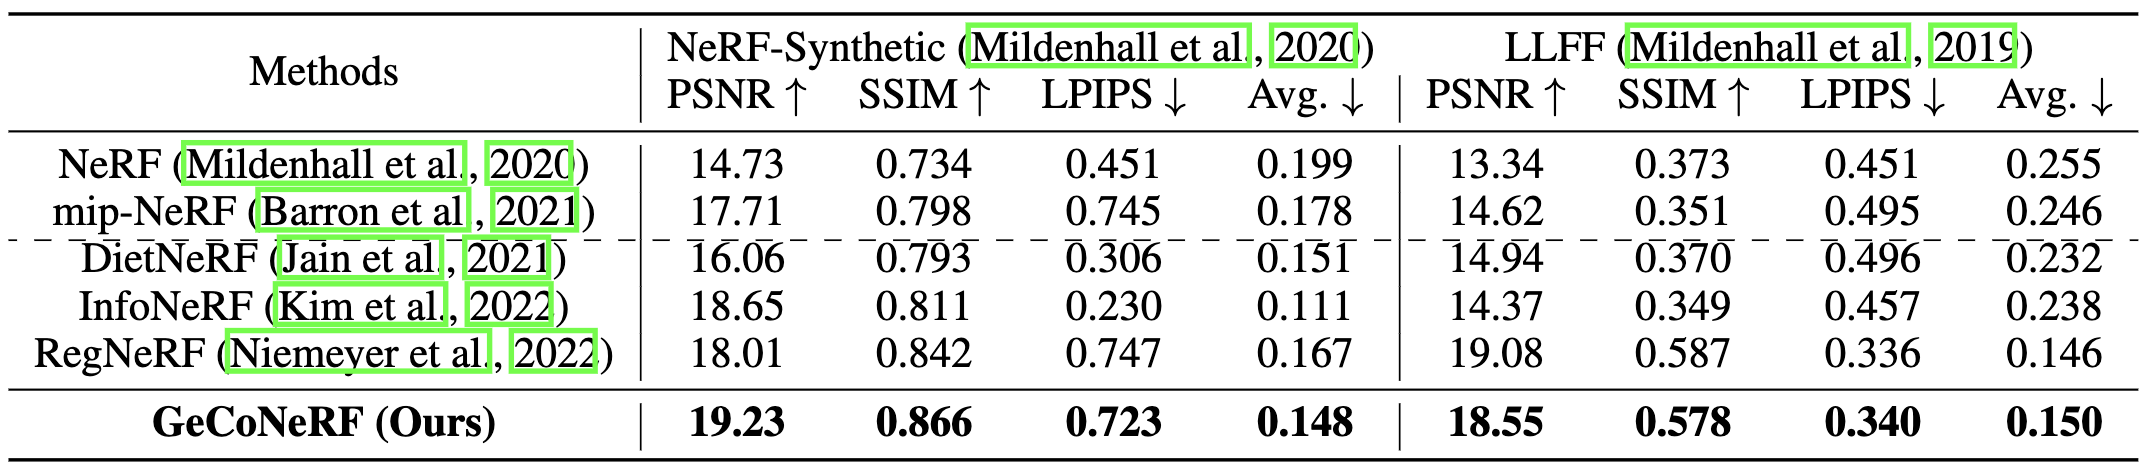 Methods NeRF-Synthetic (Mildenhall et al., 2020) LLFF (Mildenhall et al., 2019)
PSNR ↑ SSIM ↑ LPIPS ↓ Avg. ↓ PSNR ↑ SSIM ↑ LPIPS ↓ Avg. ↓
NeRF (Mildenhall et al., 2020) 14.73 0.734 0.451 0.199 13.34 0.373 0.451 0.255
mip-NeRF (Barron et al., 2021) 17.71 0.798 0.745 0.178 14.62 0.351 0.495 0.246
DietNeRF (Jain et al., 2021) 16.06 0.793 0.306 0.151 14.94 0.370 0.496 0.232
InfoNeRF (Kim et al., 2022) 18.65 0.811 0.230 0.111 14.37 0.349 0.457 0.238
RegNeRF (Niemeyer et al., 2022) 18.01 0.842 0.747 0.167 19.08 0.587 0.336 0.146
GeCoNeRF (Ours) 19.23 0.866 0.723 0.148 18.55 0.578 0.340 0.150